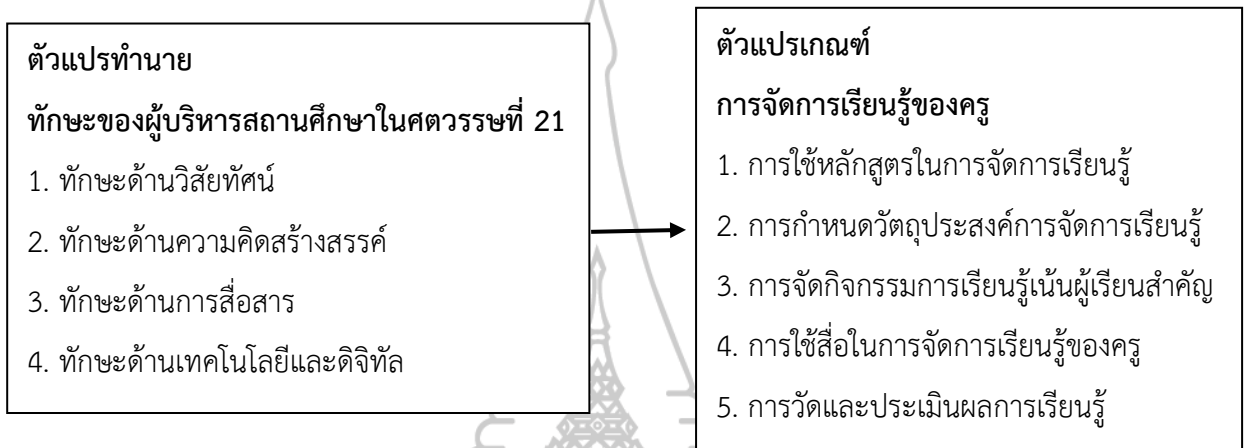 ตัวแปรทำนาย
ทักษะของผู้บริหารสถานศึกษาในศตวรรษที่ 21
1. ทักษะด้านวิสัยทัศน์
2. ทักษะด้านความคิดสร้างสรรค์
3. ทักษะด้านการสื่อสาร
4. ทักษะด้านเทคโนโลยีและดิจิทัล
ตัวแปรเกณฑ์
การจัดการเรียนรู้ของครู
1. การใช้หลักสูตรในการจัดการเรียนรู้
2. การกำหนดวัตถุประสงค์การจัดการเรียนรู้
3. การจัดกิจกรรมการเรียนรู้เน้นผู้เรียนสำคัญ
4. การใช้สื่อในการจัดการเรียนรู้ของครู
5. การวัดและประเมินผลการเรียนรู้